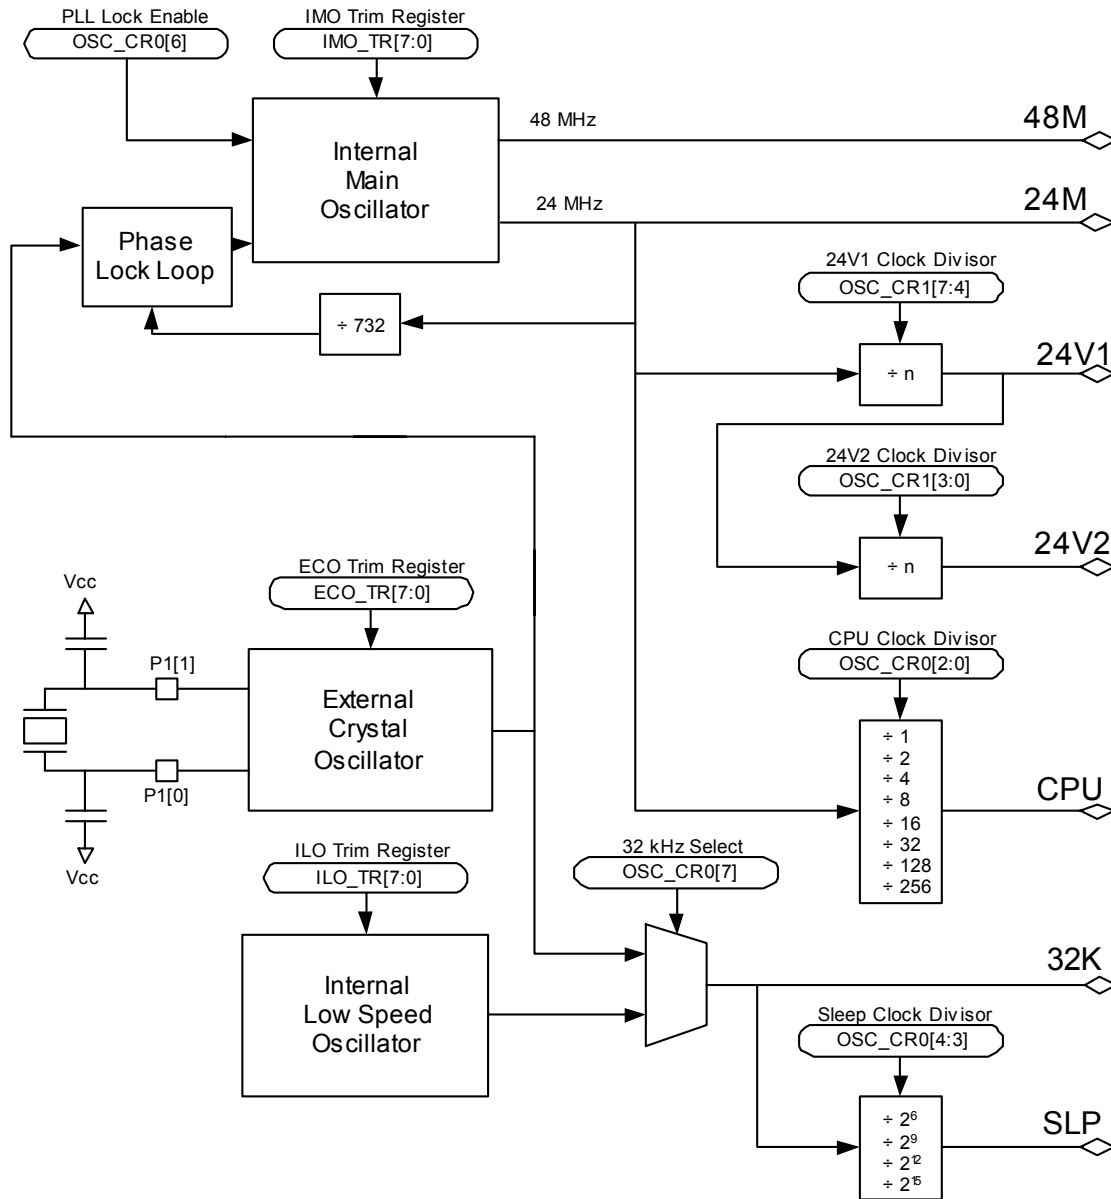 PLL Lock Enable
OSC_CR0[6]
IMO Trim Register
IMO_TR[7:0]
Internal
Main
Oscillator
48 MHz
48M
24 MHz
24M
Phase
Lock Loop
÷ 732
24V1 Clock Divisor
OSC_CR1[7:4]
÷ n
24V1
24V2 Clock Divisor
OSC_CR1[3:0]
÷ n
24V2
ECO Trim Register
ECO_TR[7:0]
Vcc
P1[1]
External
Crystal
Oscillator
P1[0]
Vcc
CPU Clock Divisor
OSC_CR0[2:0]
÷ 1
÷ 2
÷ 4
÷ 8
÷ 16
÷ 32
÷ 128
÷ 256
CPU
ILO Trim Register
ILO_TR[7:0]
Internal
Low Speed
Oscillator
32 kHz Select
OSC_CR0[7]
32K
Sleep Clock Divisor
OSC_CR0[4:3]
÷ 2⁶
÷ 2⁹
÷ 2¹²
÷ 2¹⁵
SLP